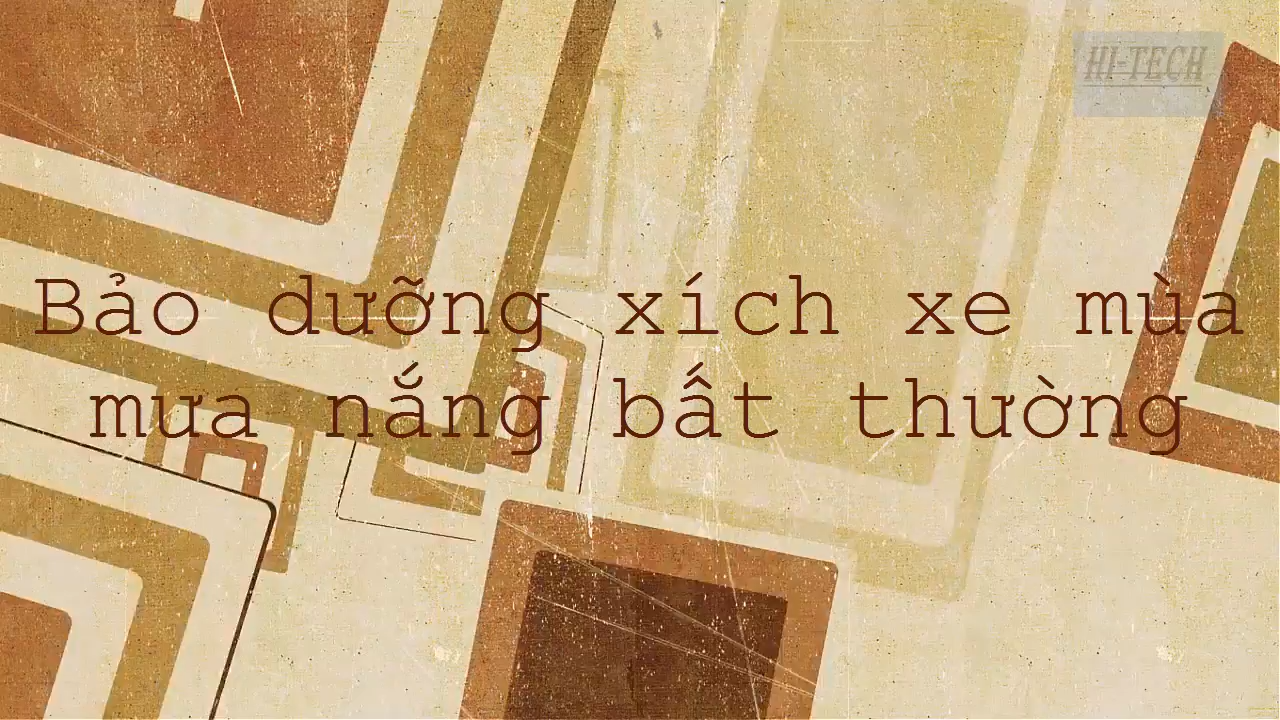 HI-TECH
Bảo dưỡng xích xe mùa
mưa nắng bất thường